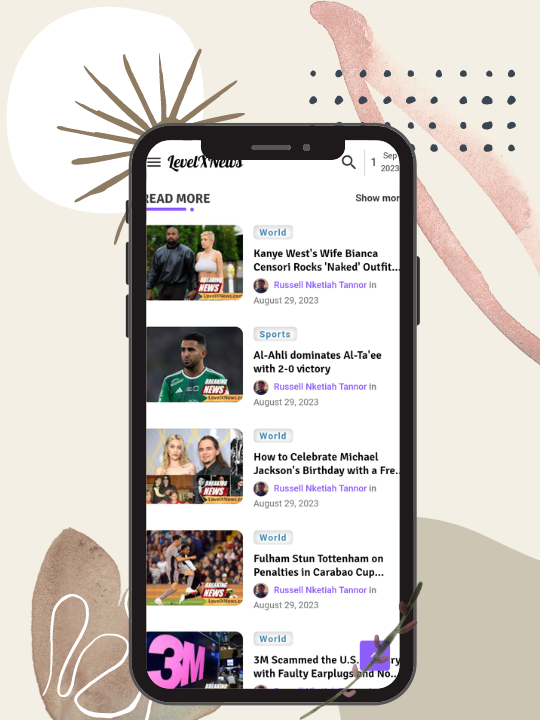 LevelXNews
1
Sep
2023
READ MORE
Show mor
World
Kanye West's Wife Bianca
Censori Rocks 'Naked' Outfit...
Russell Nketiah Tannor in
August 29, 2023
BREAKING
NEWS
LevelXNews.com
Sports
Al-Ahli dominates Al-Ta'ee
with 2-0 victory
Russell Nketiah Tannor in
August 29, 2023
BREAKING
NEWS
LevelXNews.com
World
How to Celebrate Michael
Jackson's Birthday with a Fre...
Russell Nketiah Tannor in
August 29, 2023
BREAKING
NEWS
LevelXNews.com
World
Fulham Stun Tottenham on
Penalties in Carabao Cup...
Russell Nketiah Tannor in
August 29, 2023
BREAKING
NEWS
LevelXNews.com
World
3M Scammed the U.S.
with Faulty Earplugs and No...
3M
BREAKING
NEWS